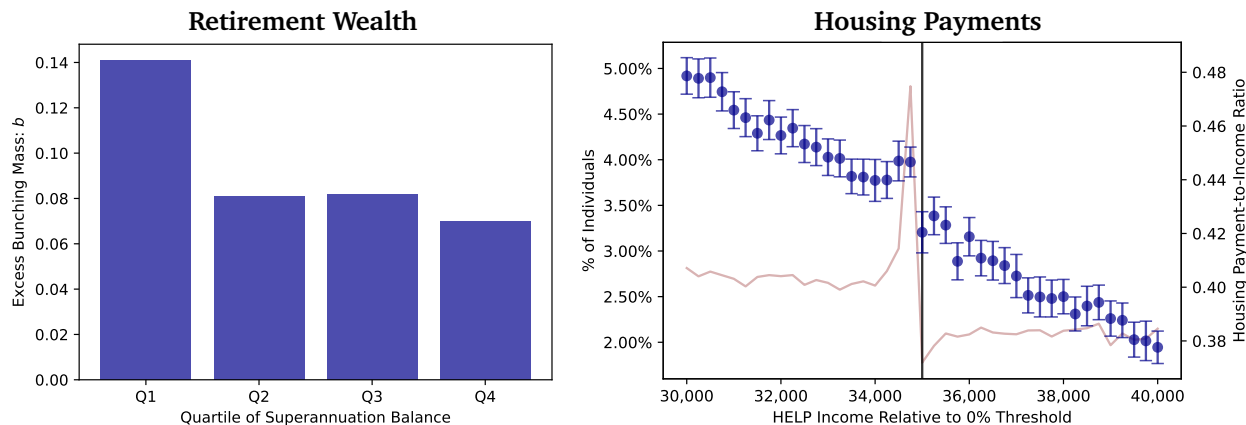 Retirement Wealth
Excess Bunching Mass: b
0.14
0.12
0.10
0.08
0.06
0.04
0.02
0.00
Q1 Q2 Q3 Q4
Quartile of Superannuation Balance
Housing Payments
% of Individuals
5.00%
4.50%
4.00%
3.50%
3.00%
2.50%
2.00%
30,000 32,000 34,000 36,000 38,000 40,000
HELP Income Relative to 0% Threshold
0.48
0.46
0.44
0.42
0.40
0.38
Housing Payment-to-Income Ratio